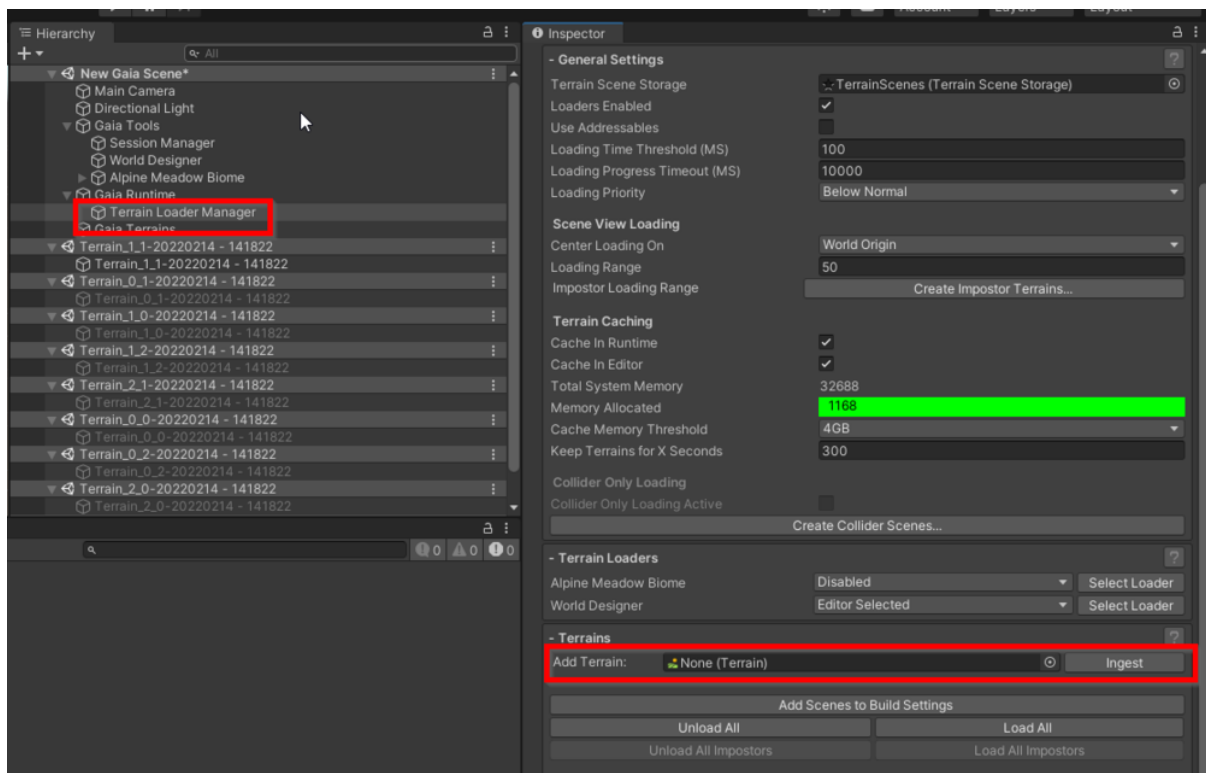 Hierarchy
All
New Gaia Scene*
Main Camera
Directional Light
Gaia Tools
Session Manager
World Designer
Alpine Meadow Biome
Gaia Runtime
Terrain Loader Manager
Gaia Terrains
Terrain_1_1-20220214 - 141822
Terrain_1_1-20220214 - 141822
Terrain_0_1-20220214 - 141822
Terrain_0_1-20220214 - 141822
Terrain_1_0-20220214 - 141822
Terrain_1_0-20220214 - 141822
Terrain_1_2-20220214 - 141822
Terrain_1_2-20220214 - 141822
Terrain_2_1-20220214 - 141822
Terrain_2_1-20220214 - 141822
Terrain_0_0-20220214 - 141822
Terrain_0_0-20220214 - 141822
Terrain_0_2-20220214 - 141822
Terrain_0_2-20220214 - 141822
Terrain_2_0-20220214 - 141822
Terrain_2_0-20220214 - 141822
0 0 0
Inspector
- General Settings ?
Terrain Scene Storage TerrainScenes (Terrain Scene Storage)
Loaders Enabled
Use Addressables
Loading Time Threshold (MS) 100
Loading Progress Timeout (MS) 10000
Loading Priority Below Normal
Scene View Loading
Center Loading On World Origin
Loading Range 50
Impostor Loading Range Create Impostor Terrains...
Terrain Caching
Cache In Runtime
Cache In Editor
Total System Memory 32688
Memory Allocated 1168
Cache Memory Threshold 4GB
Keep Terrains for X Seconds 300
Collider Only Loading
Collider Only Loading Active
Create Collider Scenes...
- Terrain Loaders ?
Alpine Meadow Biome Disabled Select Loader
World Designer Editor Selected Select Loader
- Terrains ?
Add Terrain: None (Terrain) Ingest
Add Scenes to Build Settings
Unload All Load All
Unload All Impostors Load All Impostors